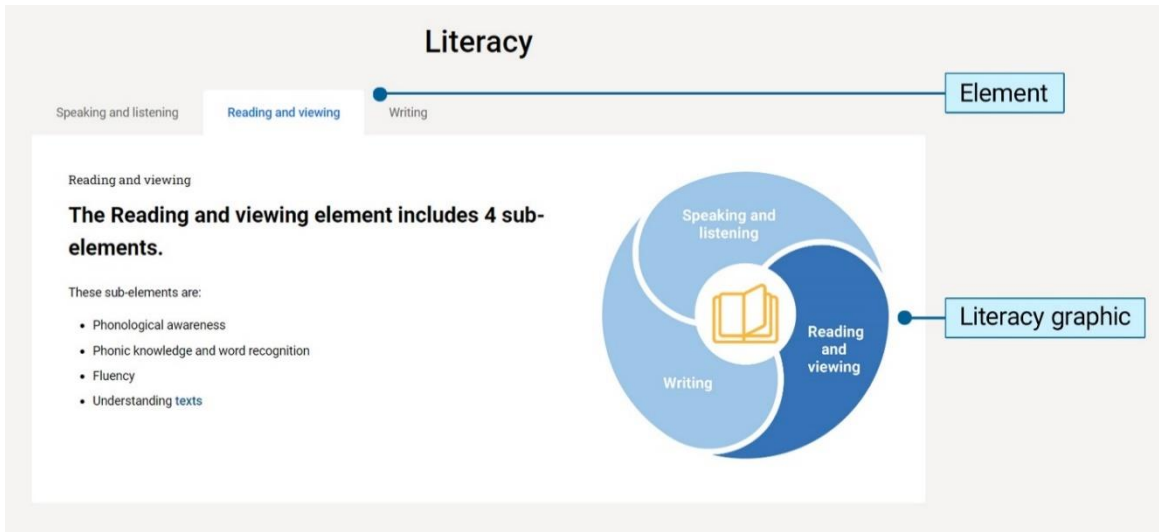 Literacy
Element
Speaking and listening
Reading and viewing
Writing
Reading and viewing
The Reading and viewing element includes 4 sub-
elements.
These sub-elements are:
• Phonological awareness
• Phonic knowledge and word recognition
• Fluency
• Understanding texts
Speaking and
listening
Reading
and
viewing
Writing
Literacy graphic